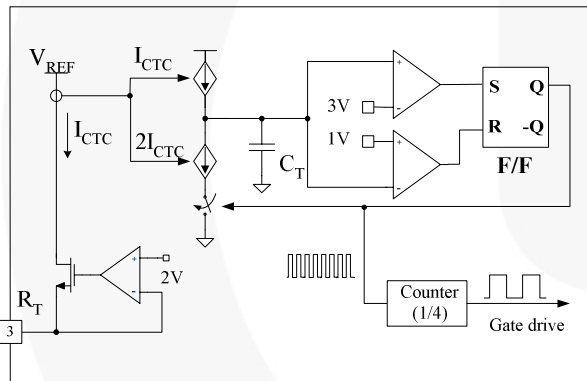 V_REF
I_CTC
I_CTC
2I_CTC
C_T
+
-
3V
1V
+
-
S Q
R -Q
F/F
+
-
2V
R_T
3
Counter
(1/4)
Gate drive